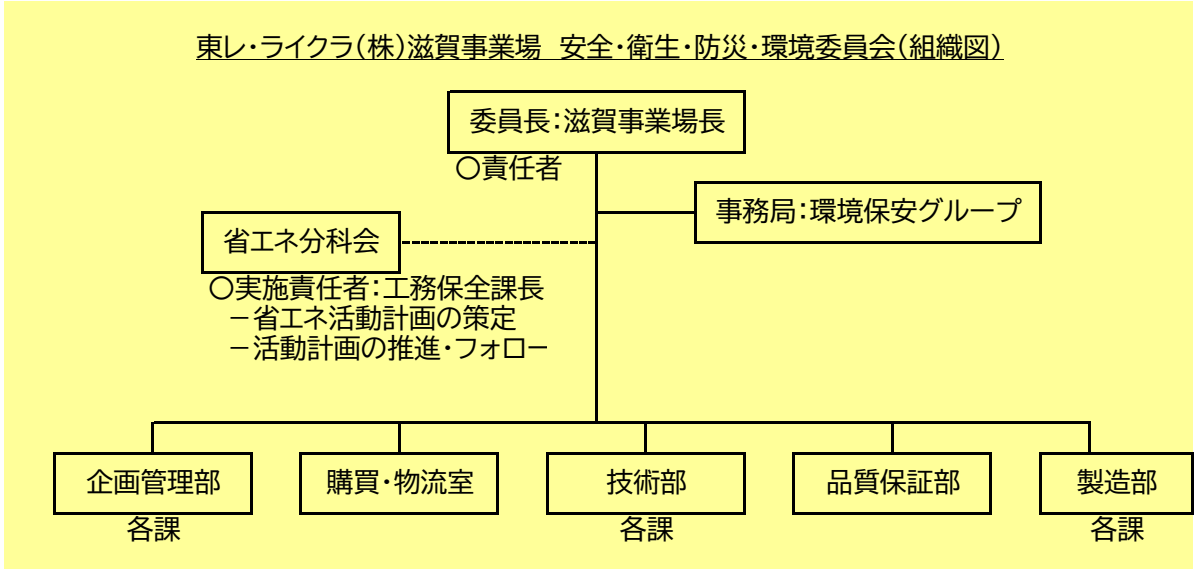 東レ・ライクラ(株)滋賀事業場　安全・衛生・防災・環境委員会(組織図)
委員長：滋賀事業場長
○責任者
事務局：環境保安グループ
省エネ分科会
○実施責任者：工務保全課長
－省エネ活動計画の策定
－活動計画の推進・フォロー
企画管理部
購買・物流室
技術部
品質保証部
製造部
各課
各課
各課